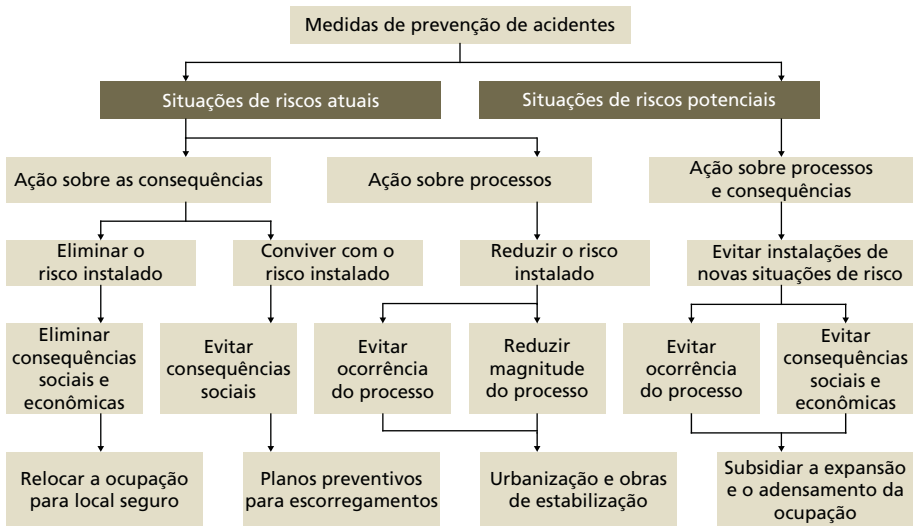 Medidas de prevenção de acidentes
Situações de riscos atuais
Situações de riscos potenciais
Ação sobre as consequências
Ação sobre processos
Ação sobre processos
e consequências
Eliminar o
risco instalado
Conviver com o
risco instalado
Reduzir o risco
instalado
Evitar instalações de
novas situações de risco
Eliminar
consequências
sociais e
econômicas
Evitar
consequências
sociais
Evitar
ocorrência
do processo
Reduzir
magnitude
do processo
Evitar
ocorrência
do processo
Evitar
consequências
sociais e
econômicas
Relocar a ocupação
para local seguro
Planos preventivos
para escorregamentos
Urbanização e obras
de estabilização
Subsidiar a expansão
e o adensamento da
ocupação